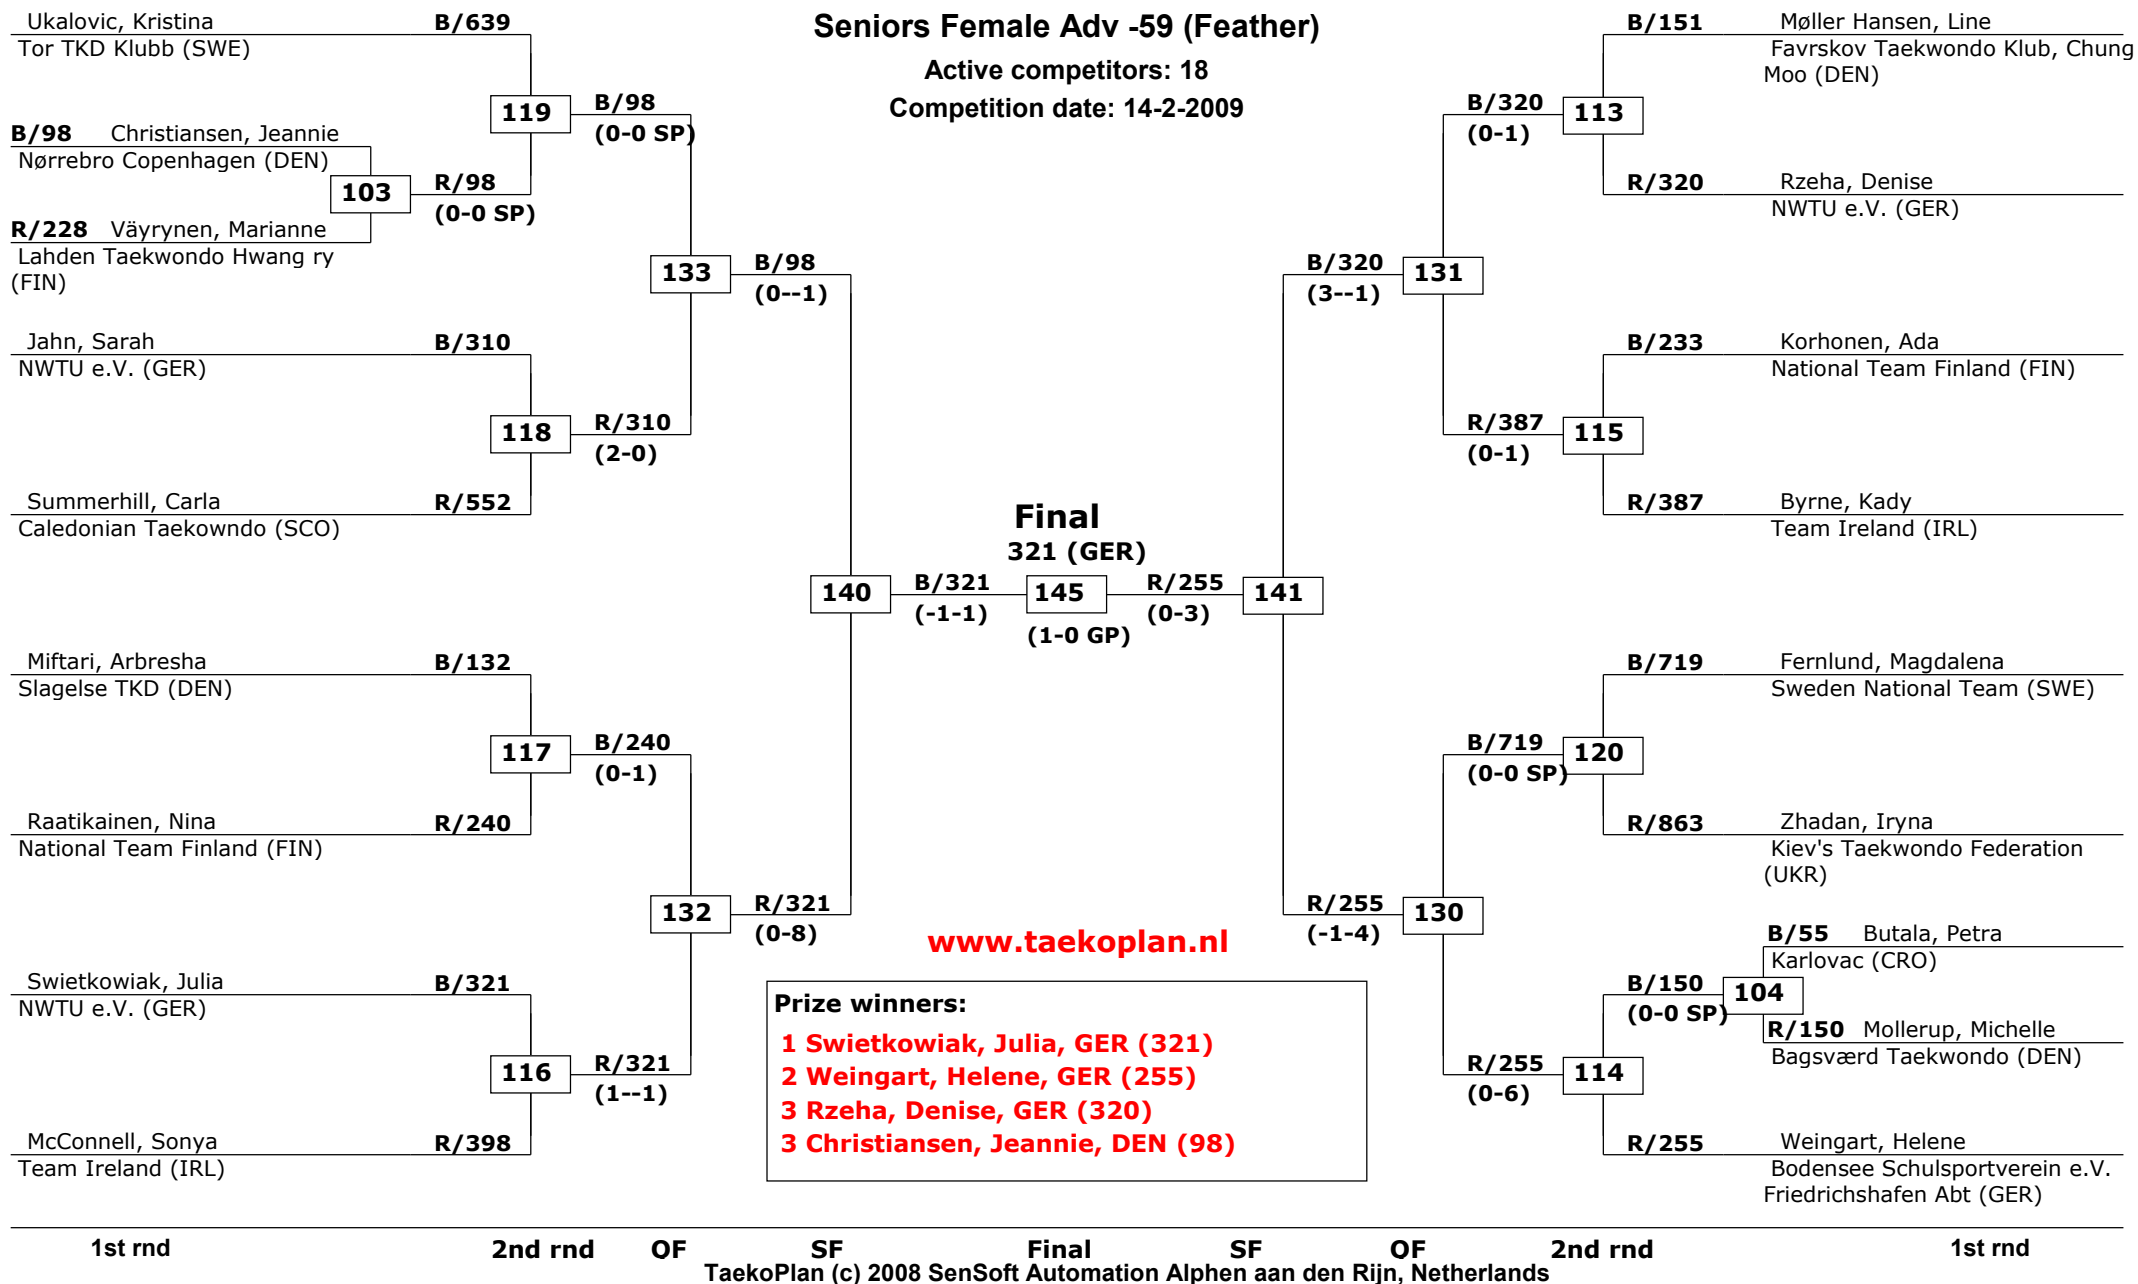 Seniors Female Adv -59 (Feather)
Active competitors: 18
Competition date: 14-2-2009
Ukalovic, Kristina B/639
Tor TKD Klubb (SWE)
119
B/98
(0-0 SP)
B/98 Christiansen, Jeannie
Nørrebro Copenhagen (DEN)
103
R/98
(0-0 SP)
R/228 Väyrynen, Marianne
Lahden Taekwondo Hwang ry
(FIN)
133
B/98
(0--1)
Jahn, Sarah B/310
NWTU e.V. (GER)
118
R/310
(2-0)
Summerhill, Carla R/552
Caledonian Taekowndo (SCO)
140
B/321
(-1-1)
Miftari, Arbresha B/132
Slagelse TKD (DEN)
117
B/240
(0-1)
Raatikainen, Nina R/240
National Team Finland (FIN)
132
R/321
(0-8)
Swietkowiak, Julia B/321
NWTU e.V. (GER)
116
R/321
(1--1)
McConnell, Sonya R/398
Team Ireland (IRL)
Final
321 (GER)
145
(1-0 GP)
B/151 Møller Hansen, Line
Favrskov Taekwondo Klub, Chung
Moo (DEN)
B/320
(0-1)
113
R/320 Rzeha, Denise
NWTU e.V. (GER)
B/320
(3--1)
131
B/233 Korhonen, Ada
National Team Finland (FIN)
R/387
(0-1)
115
R/387 Byrne, Kady
Team Ireland (IRL)
R/255
(0-3)
141
B/719 Fernlund, Magdalena
Sweden National Team (SWE)
B/719
(0-0 SP)
120
R/863 Zhadan, Iryna
Kiev's Taekwondo Federation
(UKR)
R/255
(-1-4)
130
B/55 Butala, Petra
Karlovac (CRO)
B/150
(0-0 SP)
104
R/150 Mollerup, Michelle
Bagsværd Taekwondo (DEN)
R/255
(0-6)
114
R/255 Weingart, Helene
Bodensee Schulsportverein e.V.
Friedrichshafen Abt (GER)
www.taekoplan.nl
Prize winners:
1 Swietkowiak, Julia, GER (321)
2 Weingart, Helene, GER (255)
3 Rzeha, Denise, GER (320)
3 Christiansen, Jeannie, DEN (98)
1st rnd 2nd rnd QF SF Final SF QF 2nd rnd 1st rnd
TaekoPlan (c) 2008 SenSoft Automation Alphen aan den Rijn, Netherlands